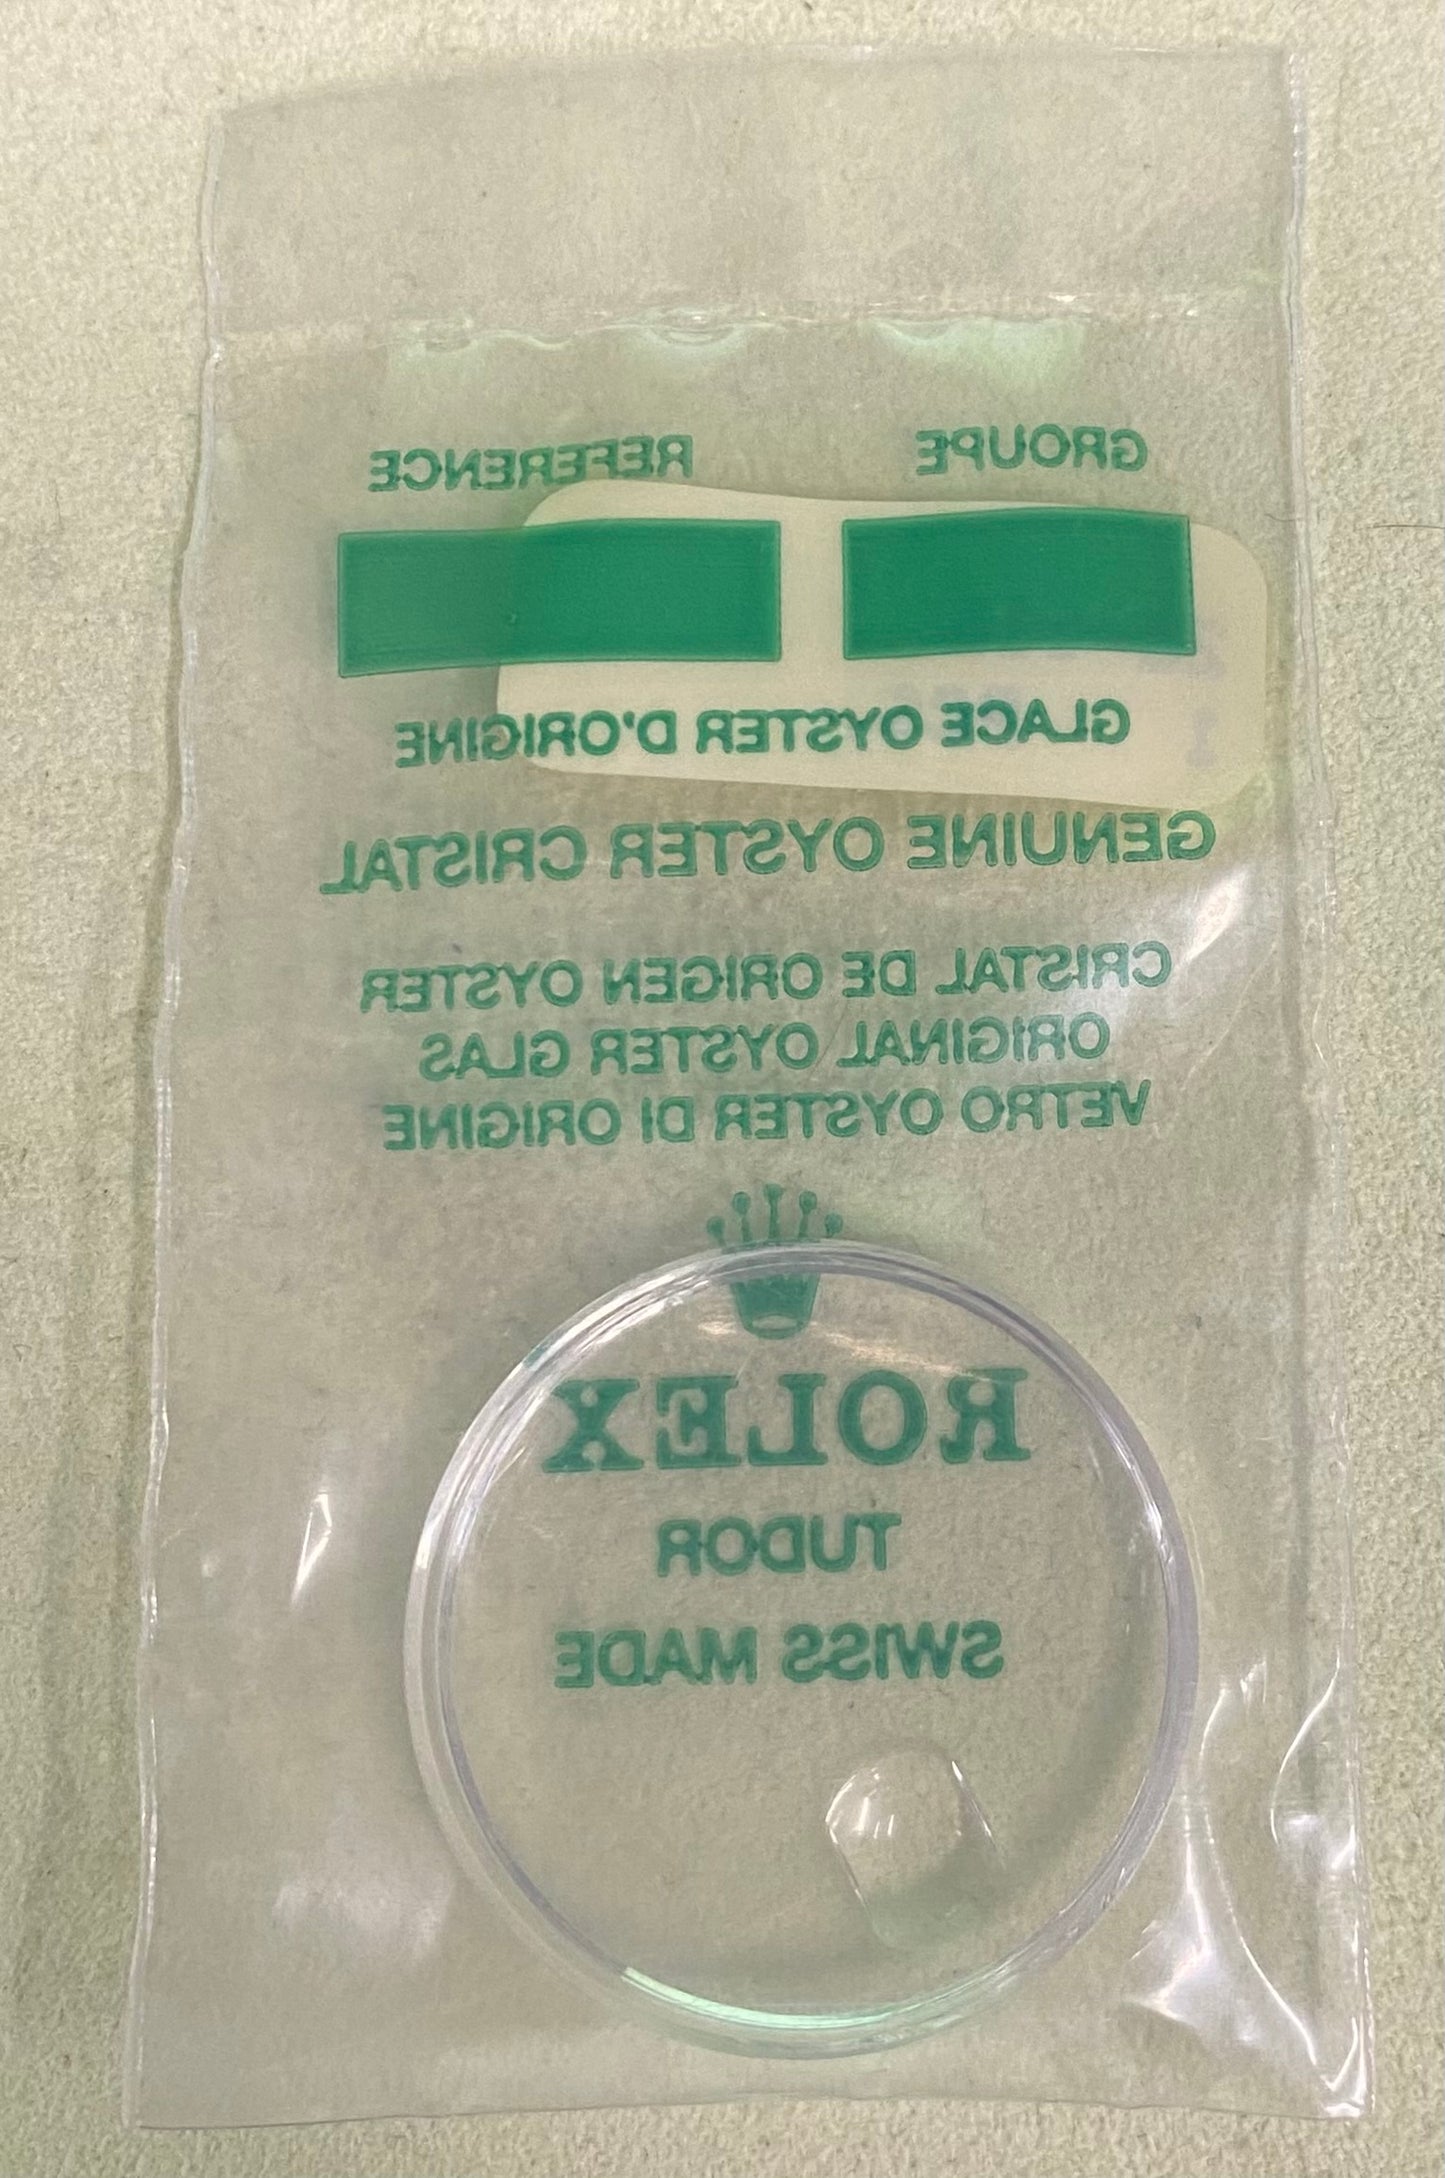 GROUPE REFERENCE
GLACE OYSTER D'ORIGINE
GENUINE OYSTER CRISTAL
CRISTAL DE ORIGEN OYSTER
ORIGINAL OYSTER GLAS
VETRO OYSTER DI ORIGINE
ROLEX
TUDOR
SWISS MADE